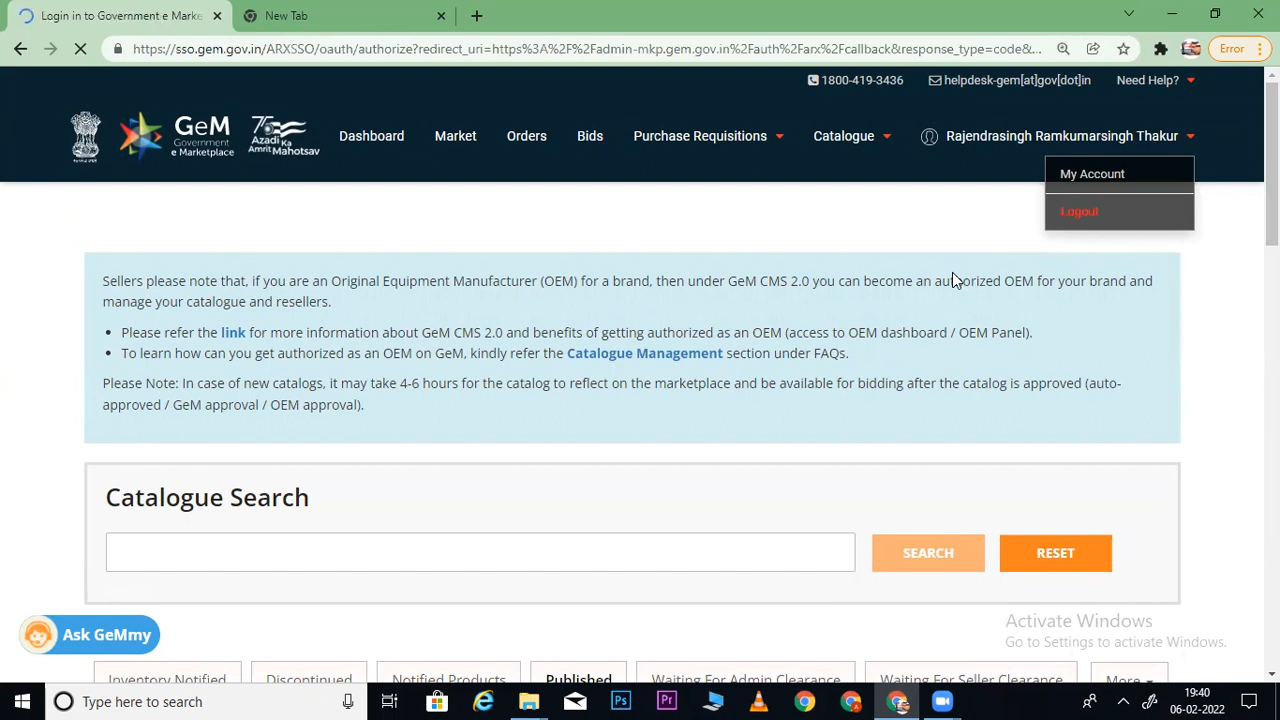 Login in to Government e Marke
New Tab
https://sso.gem.gov.in/ARXSSO/oauth/authorize?redirect_uri=https%3A%2F%2Fadmin-mkp.gem.gov.in%2Fauth%2Farx%2Fcallback&response_type=code&...
Error
1800-419-3436
helpdesk-gem[at]gov[dot]in
Need Help?
GeM
Government
e Marketplace
75
Azadi Ka
Amrit Mahotsav
Dashboard
Market
Orders
Bids
Purchase Requisitions
Catalogue
Rajendrasingh Ramkumarsingh Thakur
My Account
Logout
Sellers please note that, if you are an Original Equipment Manufacturer (OEM) for a brand, then under GeM CMS 2.0 you can become an authorized OEM for your brand and
manage your catalogue and resellers.
• Please refer the link for more information about GeM CMS 2.0 and benefits of getting authorized as an OEM (access to OEM dashboard / OEM Panel).
• To learn how can you get authorized as an OEM on GeM, kindly refer the Catalogue Management section under FAQs.
Please Note: In case of new catalogs, it may take 4-6 hours for the catalog to reflect on the marketplace and be available for bidding after the catalog is approved (auto-
approved / GeM approval / OEM approval).
Catalogue Search
SEARCH
RESET
Ask GeMmy
Activate Windows
Go to Settings to activate Windows.
Inventory Notified
Discontinued
Notified Products
Published
Waiting For Admin Clearance
Waiting For Seller Clearance
More
Type here to search
19:40
06-02-2022